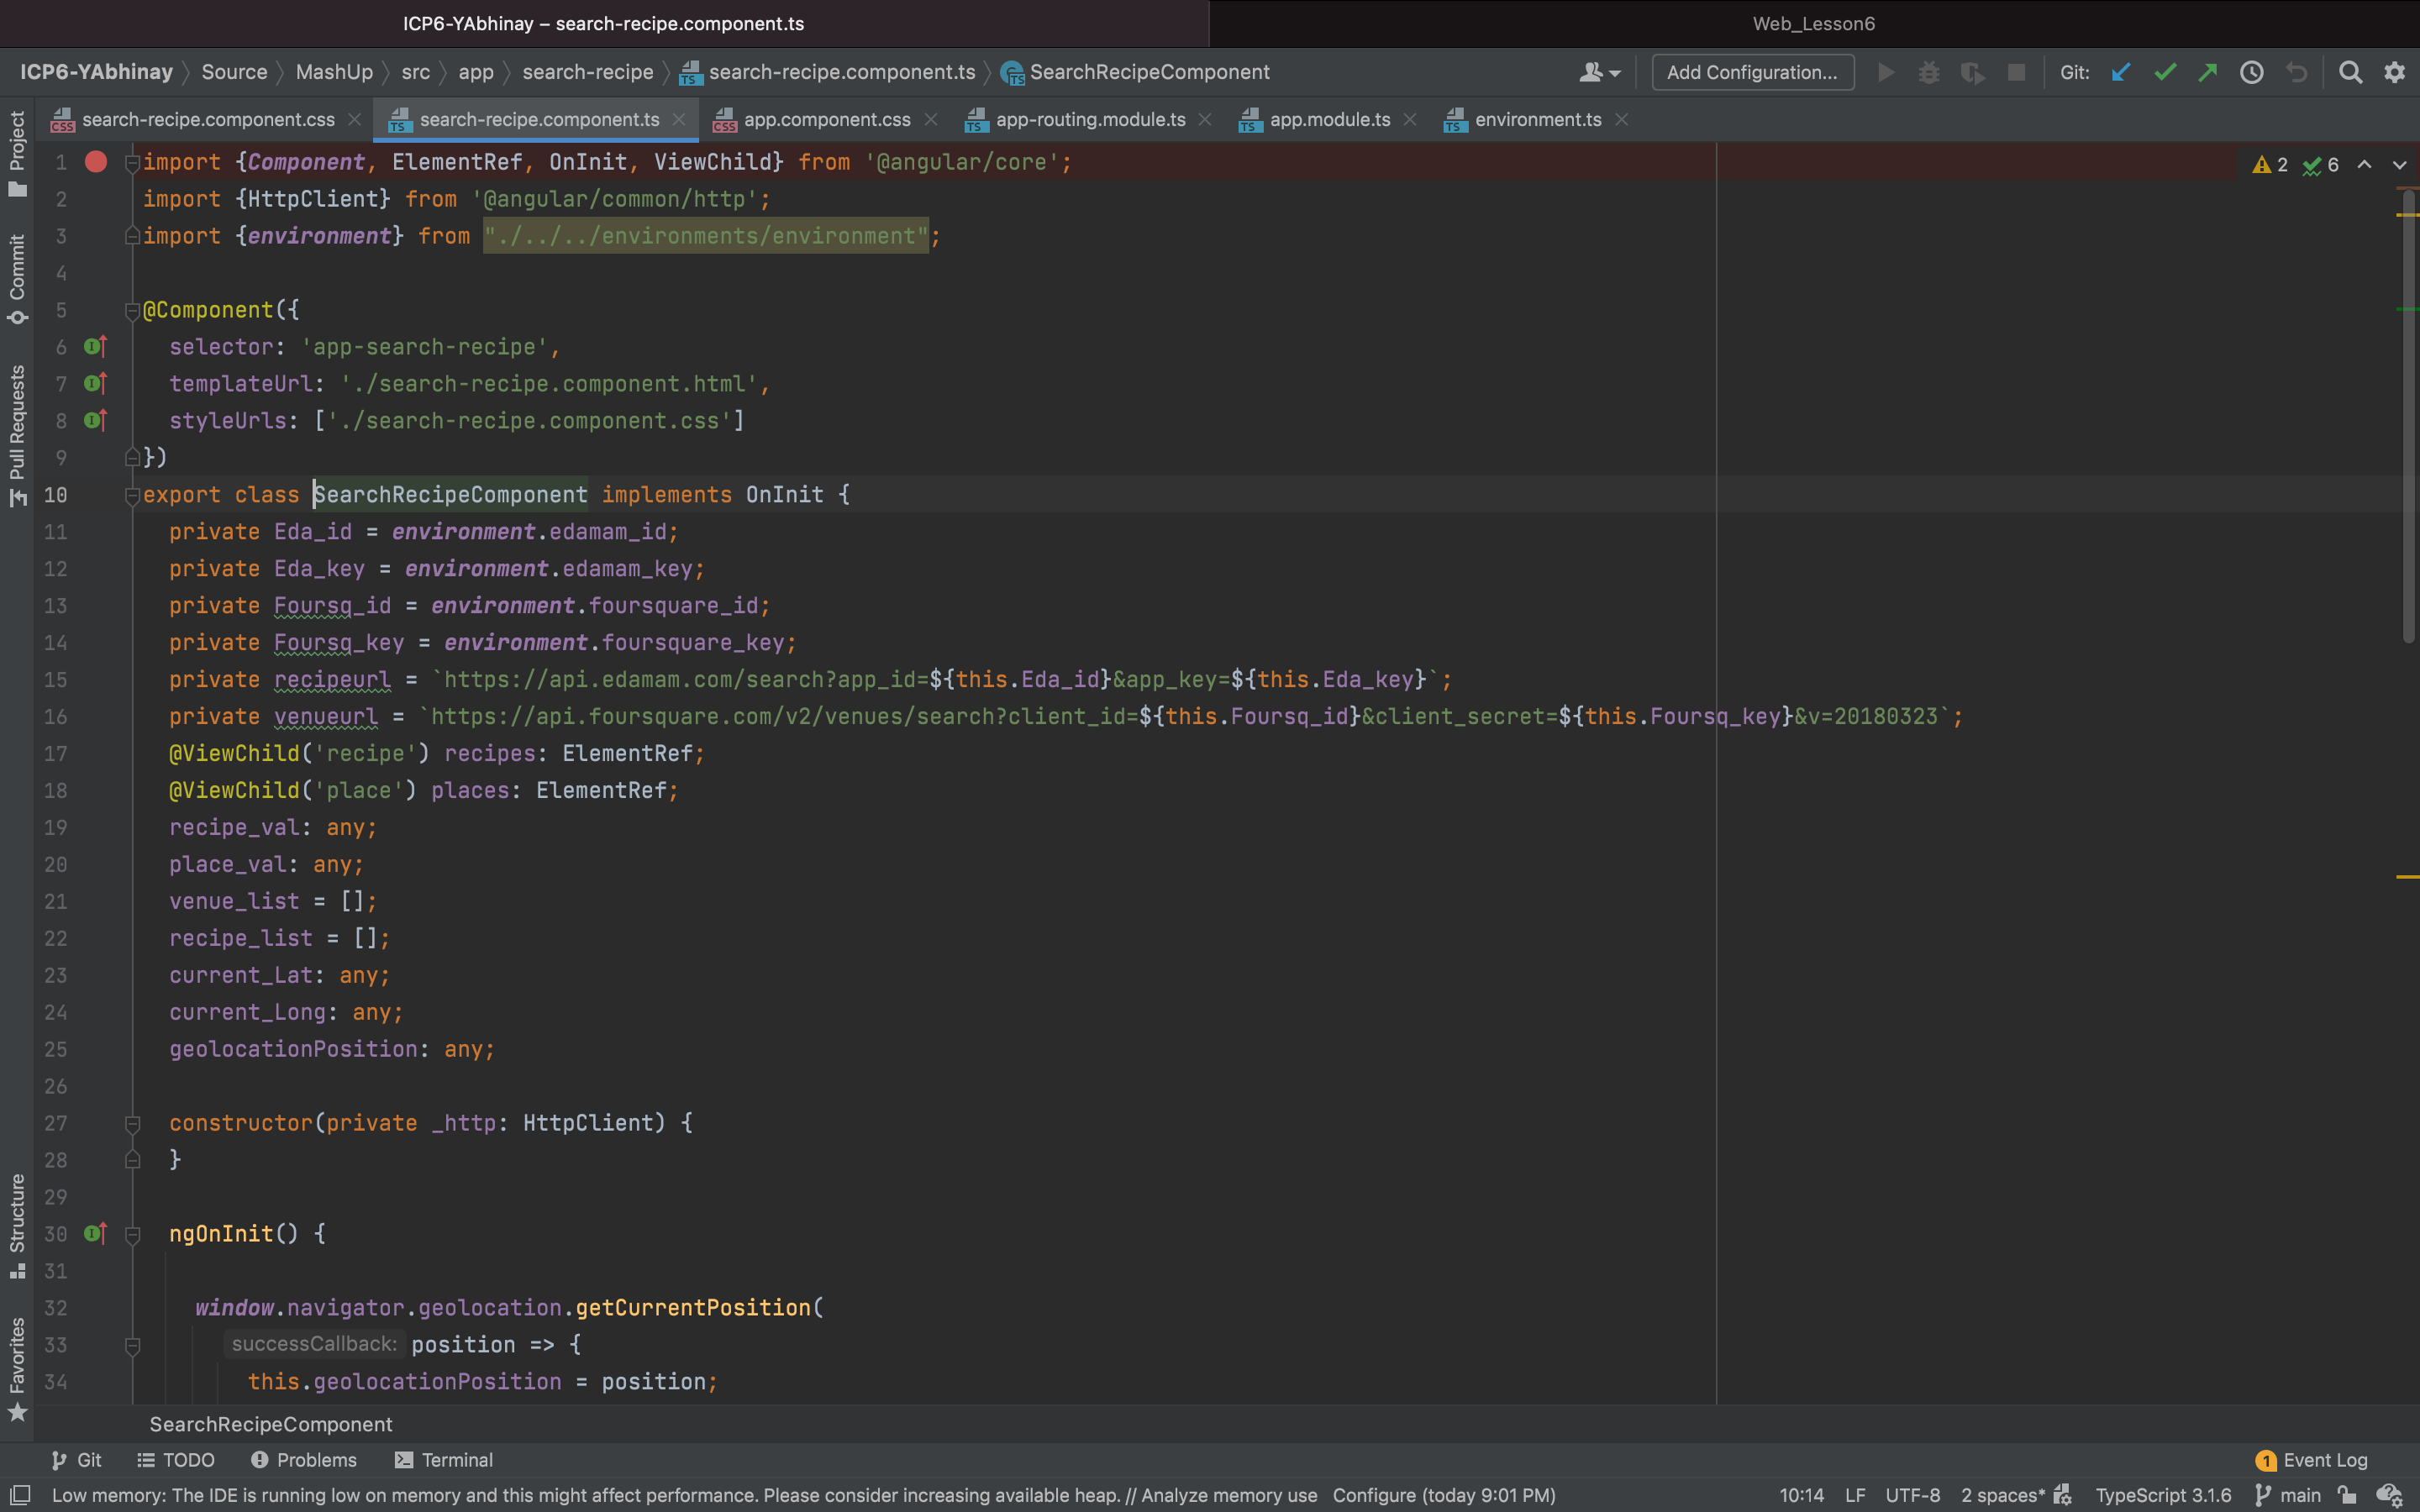 ICP6-YAbhinay – search-recipe.component.ts
Web_Lesson6
ICP6-YAbhinay Source MashUp src app search-recipe search-recipe.component.ts SearchRecipeComponent
Add Configuration... Git:
search-recipe.component.css search-recipe.component.ts app.component.css app-routing.module.ts app.module.ts environment.ts
Project
Commit
Pull Requests
Structure
Favorites
2 6
1 import {Component, ElementRef, OnInit, ViewChild} from '@angular/core';
2 import {HttpClient} from '@angular/common/http';
3 import {environment} from "./../../environments/environment";
4
5 @Component({
6 selector: 'app-search-recipe',
7 templateUrl: './search-recipe.component.html',
8 styleUrls: ['./search-recipe.component.css']
9 })
10 export class SearchRecipeComponent implements OnInit {
11 private Eda_id = environment.edamam_id;
12 private Eda_key = environment.edamam_key;
13 private Foursq_id = environment.foursquare_id;
14 private Foursq_key = environment.foursquare_key;
15 private recipeurl = `https://api.edamam.com/search?app_id=${this.Eda_id}&app_key=${this.Eda_key}`;
16 private venueurl = `https://api.foursquare.com/v2/venues/search?client_id=${this.Foursq_id}&client_secret=${this.Foursq_key}&v=20180323`;
17 @ViewChild('recipe') recipes: ElementRef;
18 @ViewChild('place') places: ElementRef;
19 recipe_val: any;
20 place_val: any;
21 venue_list = [];
22 recipe_list = [];
23 current_Lat: any;
24 current_Long: any;
25 geolocationPosition: any;
26
27 constructor(private _http: HttpClient) {
28 }
29
30 ngOnInit() {
31
32 window.navigator.geolocation.getCurrentPosition(
33 successCallback: position => {
34 this.geolocationPosition = position;
SearchRecipeComponent
Git TODO Problems Terminal 1 Event Log
Low memory: The IDE is running low on memory and this might affect performance. Please consider increasing available heap. // Analyze memory use Configure (today 9:01 PM) 10:14 LF UTF-8 2 spaces* TypeScript 3.1.6 main